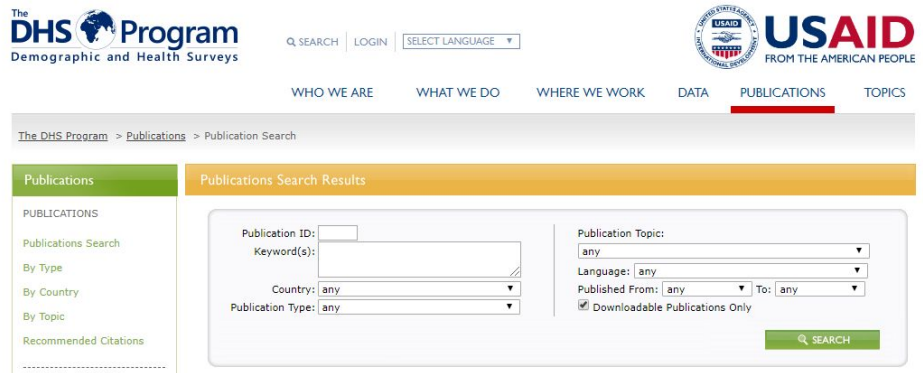 The
DHS Program
Demographic and Health Surveys
SEARCH LOGIN SELECT LANGUAGE
USAID
USAID
FROM THE AMERICAN PEOPLE
WHO WE ARE WHAT WE DO WHERE WE WORK DATA PUBLICATIONS TOPICS
The DHS Program > Publications > Publication Search
Publications
Publications Search Results
PUBLICATIONS
Publications Search
By Type
By Country
By Topic
Recommended Citations
Publication ID:
Keyword(s):
Country: any
Publication Type: any
Publication Topic:
any
Language: any
Published From: any To: any
Downloadable Publications Only
SEARCH